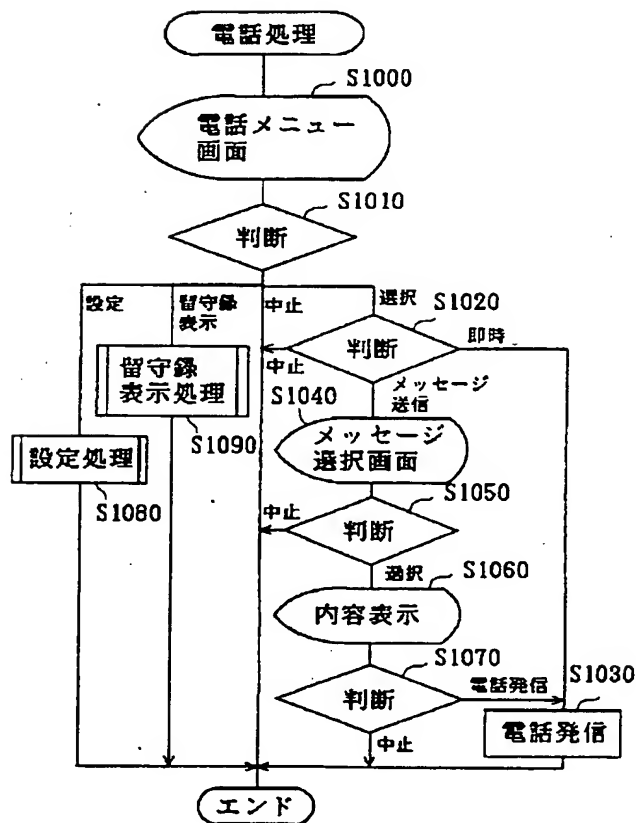 電話処理
S1000
電話メニュー
画面
S1010
判断
設定
留守録
表示
中止
選択
S1020
判断
即時
中止
留守録
表示処理
メッセージ
送信
S1040
S1090
メッセージ
選択画面
設定処理
S1080
S1050
中止
判断
選択
S1060
内容表示
S1070
判断
電話発信
S1030
電話発信
中止
エンド